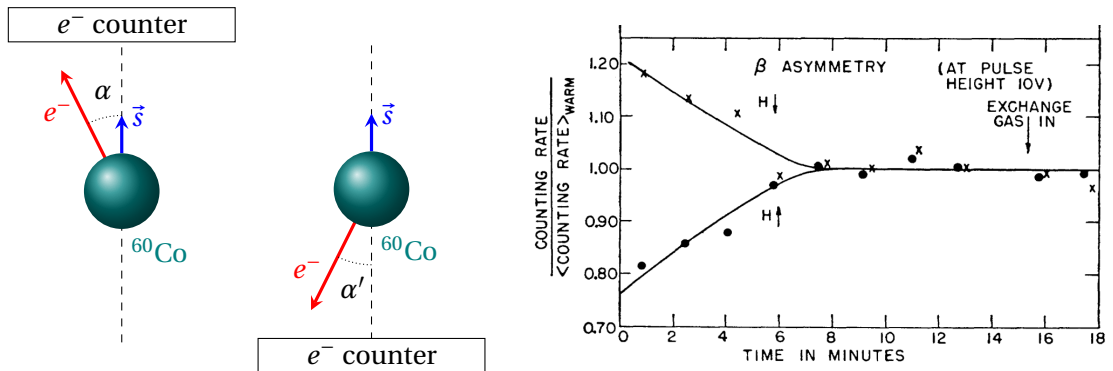 e⁻ counter
α
e⁻
s⃗
⁶⁰Co
s⃗
⁶⁰Co
e⁻
α′
e⁻ counter
β ASYMMETRY
(AT PULSE
HEIGHT 10V)
H ↓
EXCHANGE
GAS IN
H ↑
COUNTING RATE
<COUNTING RATE>WARM
1.20
1.10
1.00
0.90
0.80
0.70
0 2 4 6 8 10 12 14 16 18
TIME IN MINUTES